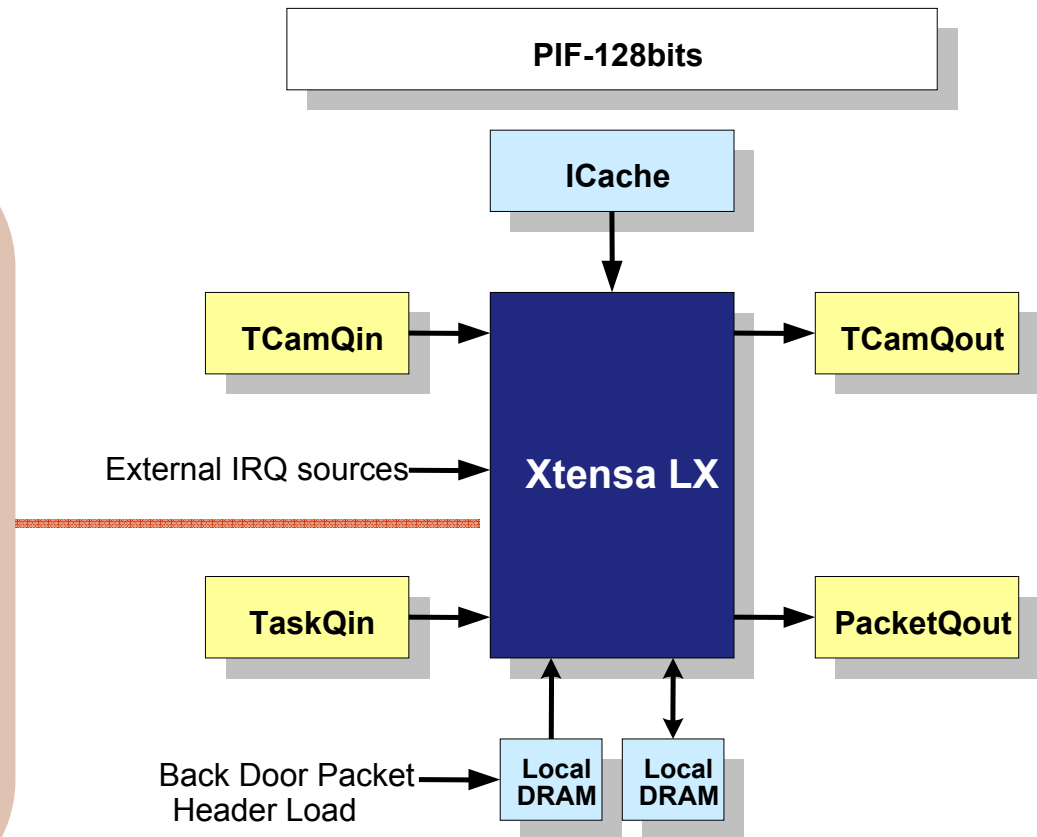 PIF-128bits
ICache
TCamQin
TCamQout
External IRQ sources
Xtensa LX
TaskQin
PacketQout
Back Door Packet
Header Load
Local
DRAM
Local
DRAM